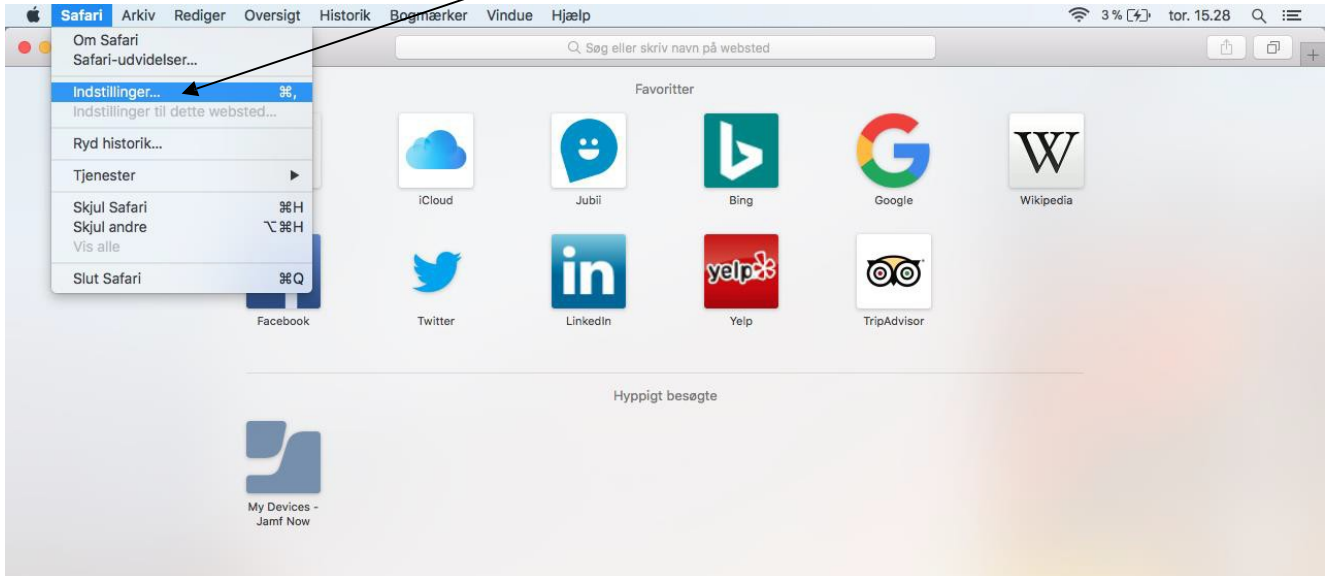 Safari Arkiv Rediger Oversigt Historik Bogmærker Vindue Hjælp 3 % tor. 15.28
Om Safari
Safari-udvidelser...
Søg eller skriv navn på websted
Indstillinger... ⌘,
Indstillinger til dette websted...
Ryd historik...
Tjenester ▶
Skjul Safari ⌘H
Skjul andre ⌥⌘H
Vis alle
Slut Safari ⌘Q
Favoritter
W
iCloud Jubii Bing Google Wikipedia
in yelp
Facebook Twitter LinkedIn Yelp TripAdvisor
Hyppigt besøgte
My Devices -
Jamf Now